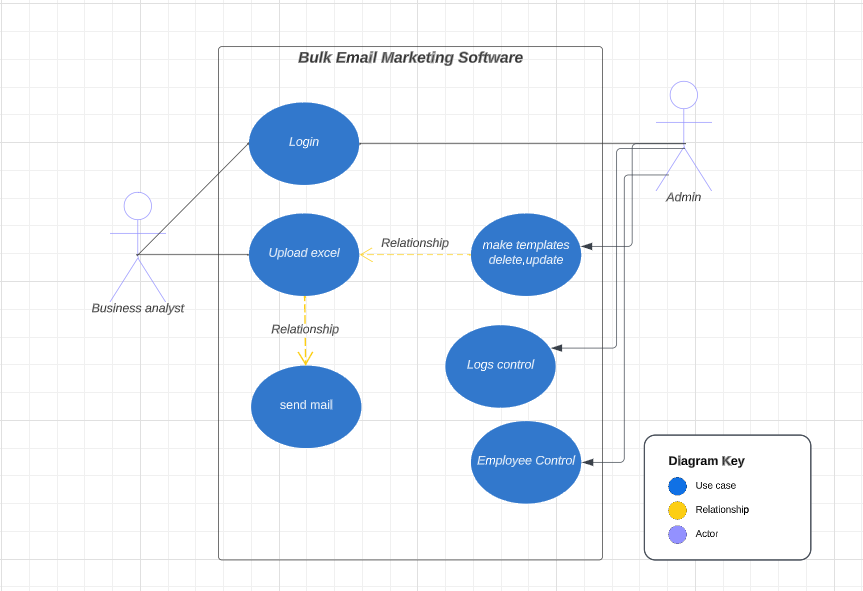 Bulk Email Marketing Software
Login
Admin
Upload excel
Relationship
make templates
delete,update
Business analyst
Relationship
Logs control
send mail
Employee Control
Diagram Key
Use case
Relationship
Actor